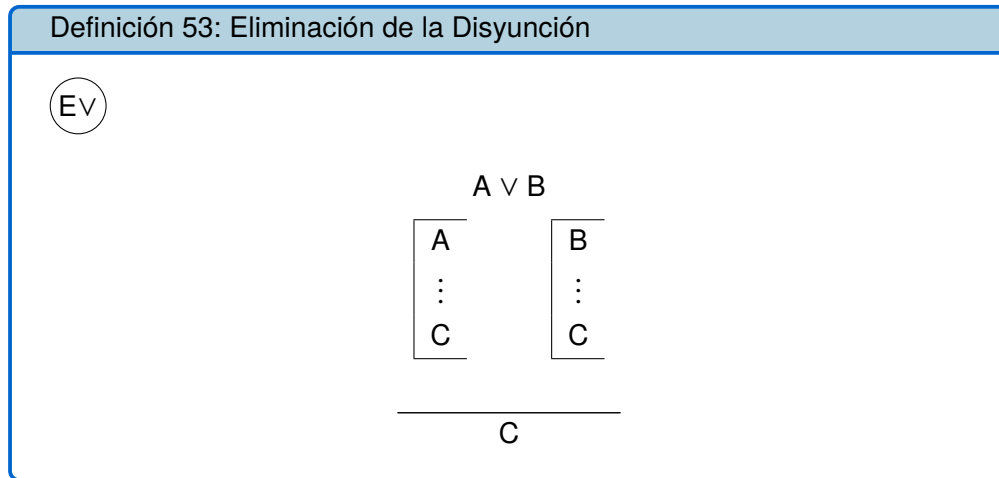 Definición 53: Eliminación de la Disyunción
E∨
A ∨ B
A B
⋮ ⋮
C C
C